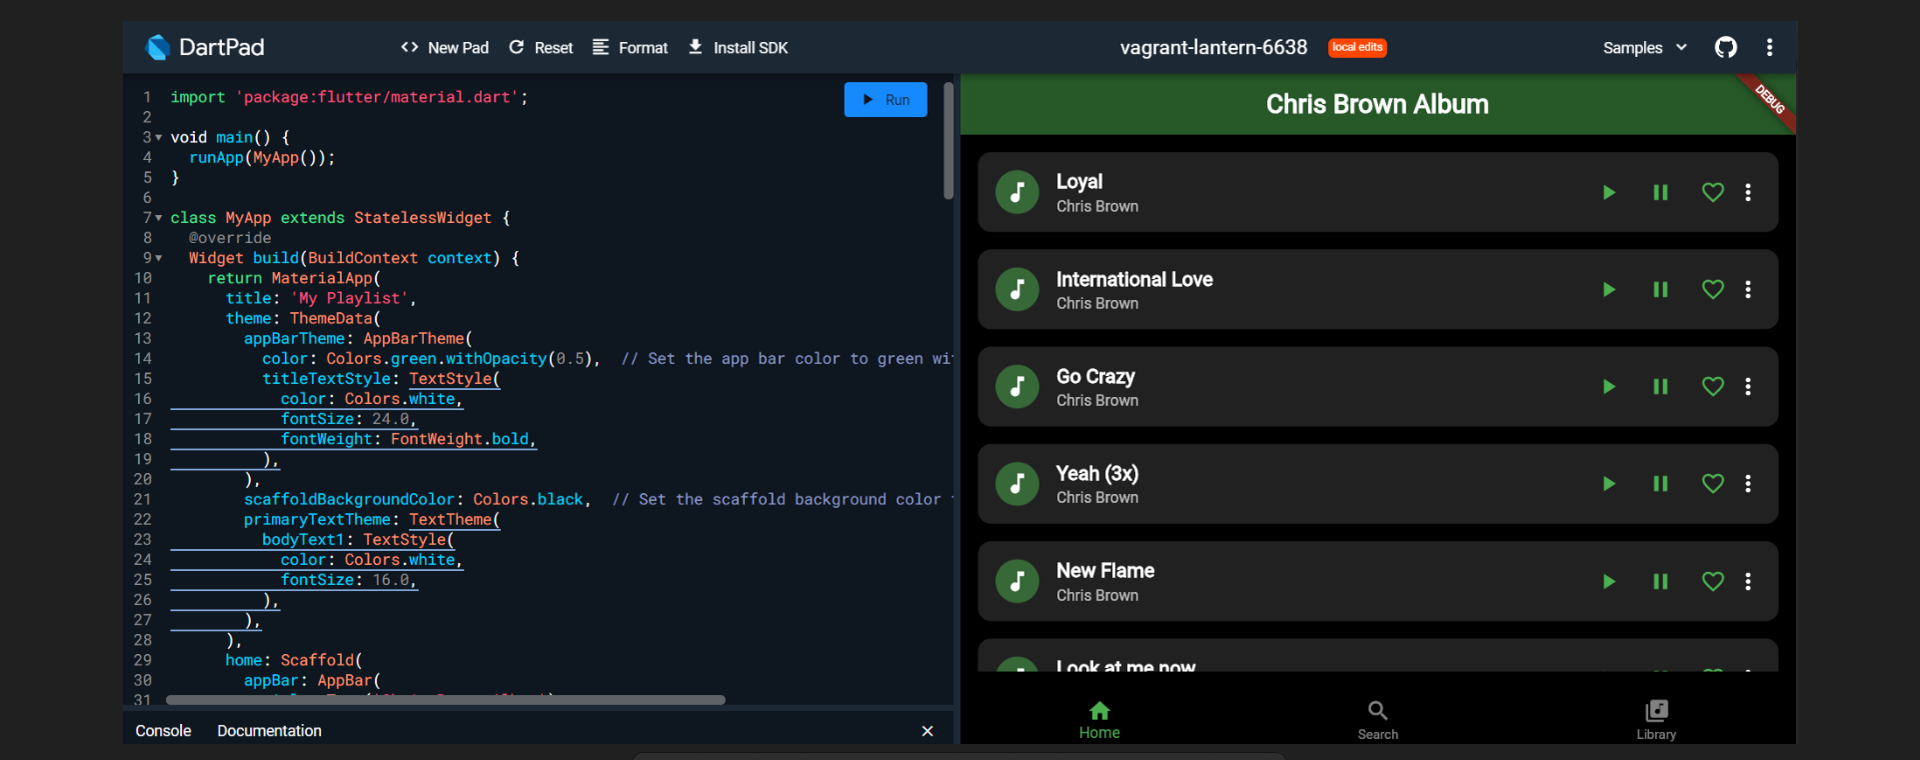 DartPad
New Pad
Reset
Format
Install SDK
vagrant-lantern-6638
local edits
Samples
1 import 'package:flutter/material.dart';
2
3 void main() {
4 runApp(MyApp());
5 }
6
7 class MyApp extends StatelessWidget {
8 @override
9 Widget build(BuildContext context) {
10 return MaterialApp(
11 title: 'My Playlist',
12 theme: ThemeData(
13 appBarTheme: AppBarTheme(
14 color: Colors.green.withOpacity(0.5), // Set the app bar color to green wi
15 titleTextStyle: TextStyle(
16 color: Colors.white,
17 fontSize: 24.0,
18 fontWeight: FontWeight.bold,
19 ),
20 ),
21 scaffoldBackgroundColor: Colors.black, // Set the scaffold background color
22 primaryTextTheme: TextTheme(
23 bodyText1: TextStyle(
24 color: Colors.white,
25 fontSize: 16.0,
26 ),
27 ),
28 ),
29 home: Scaffold(
30 appBar: AppBar(
31
Run
Console
Documentation
Chris Brown Album
DEBUG
Loyal
Chris Brown
International Love
Chris Brown
Go Crazy
Chris Brown
Yeah (3x)
Chris Brown
New Flame
Chris Brown
Look at me now
Home
Search
Library